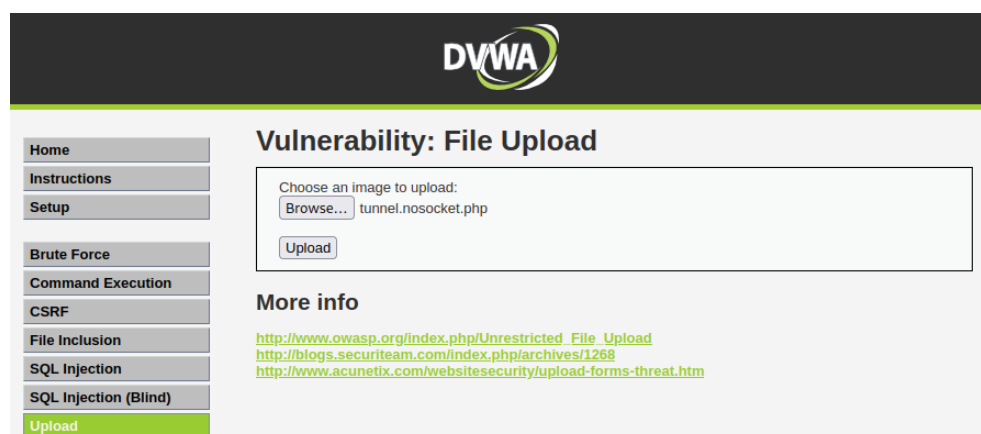 DVWA
Home
Instructions
Setup
Brute Force
Command Execution
CSRF
File Inclusion
SQL Injection
SQL Injection (Blind)
Upload
Vulnerability: File Upload
Choose an image to upload:
Browse... tunnel.nosocket.php
Upload
More info
http://www.owasp.org/index.php/Unrestricted_File_Upload
http://blogs.securiteam.com/index.php/archives/1268
http://www.acunetix.com/websitesecurity/upload-forms-threat.htm